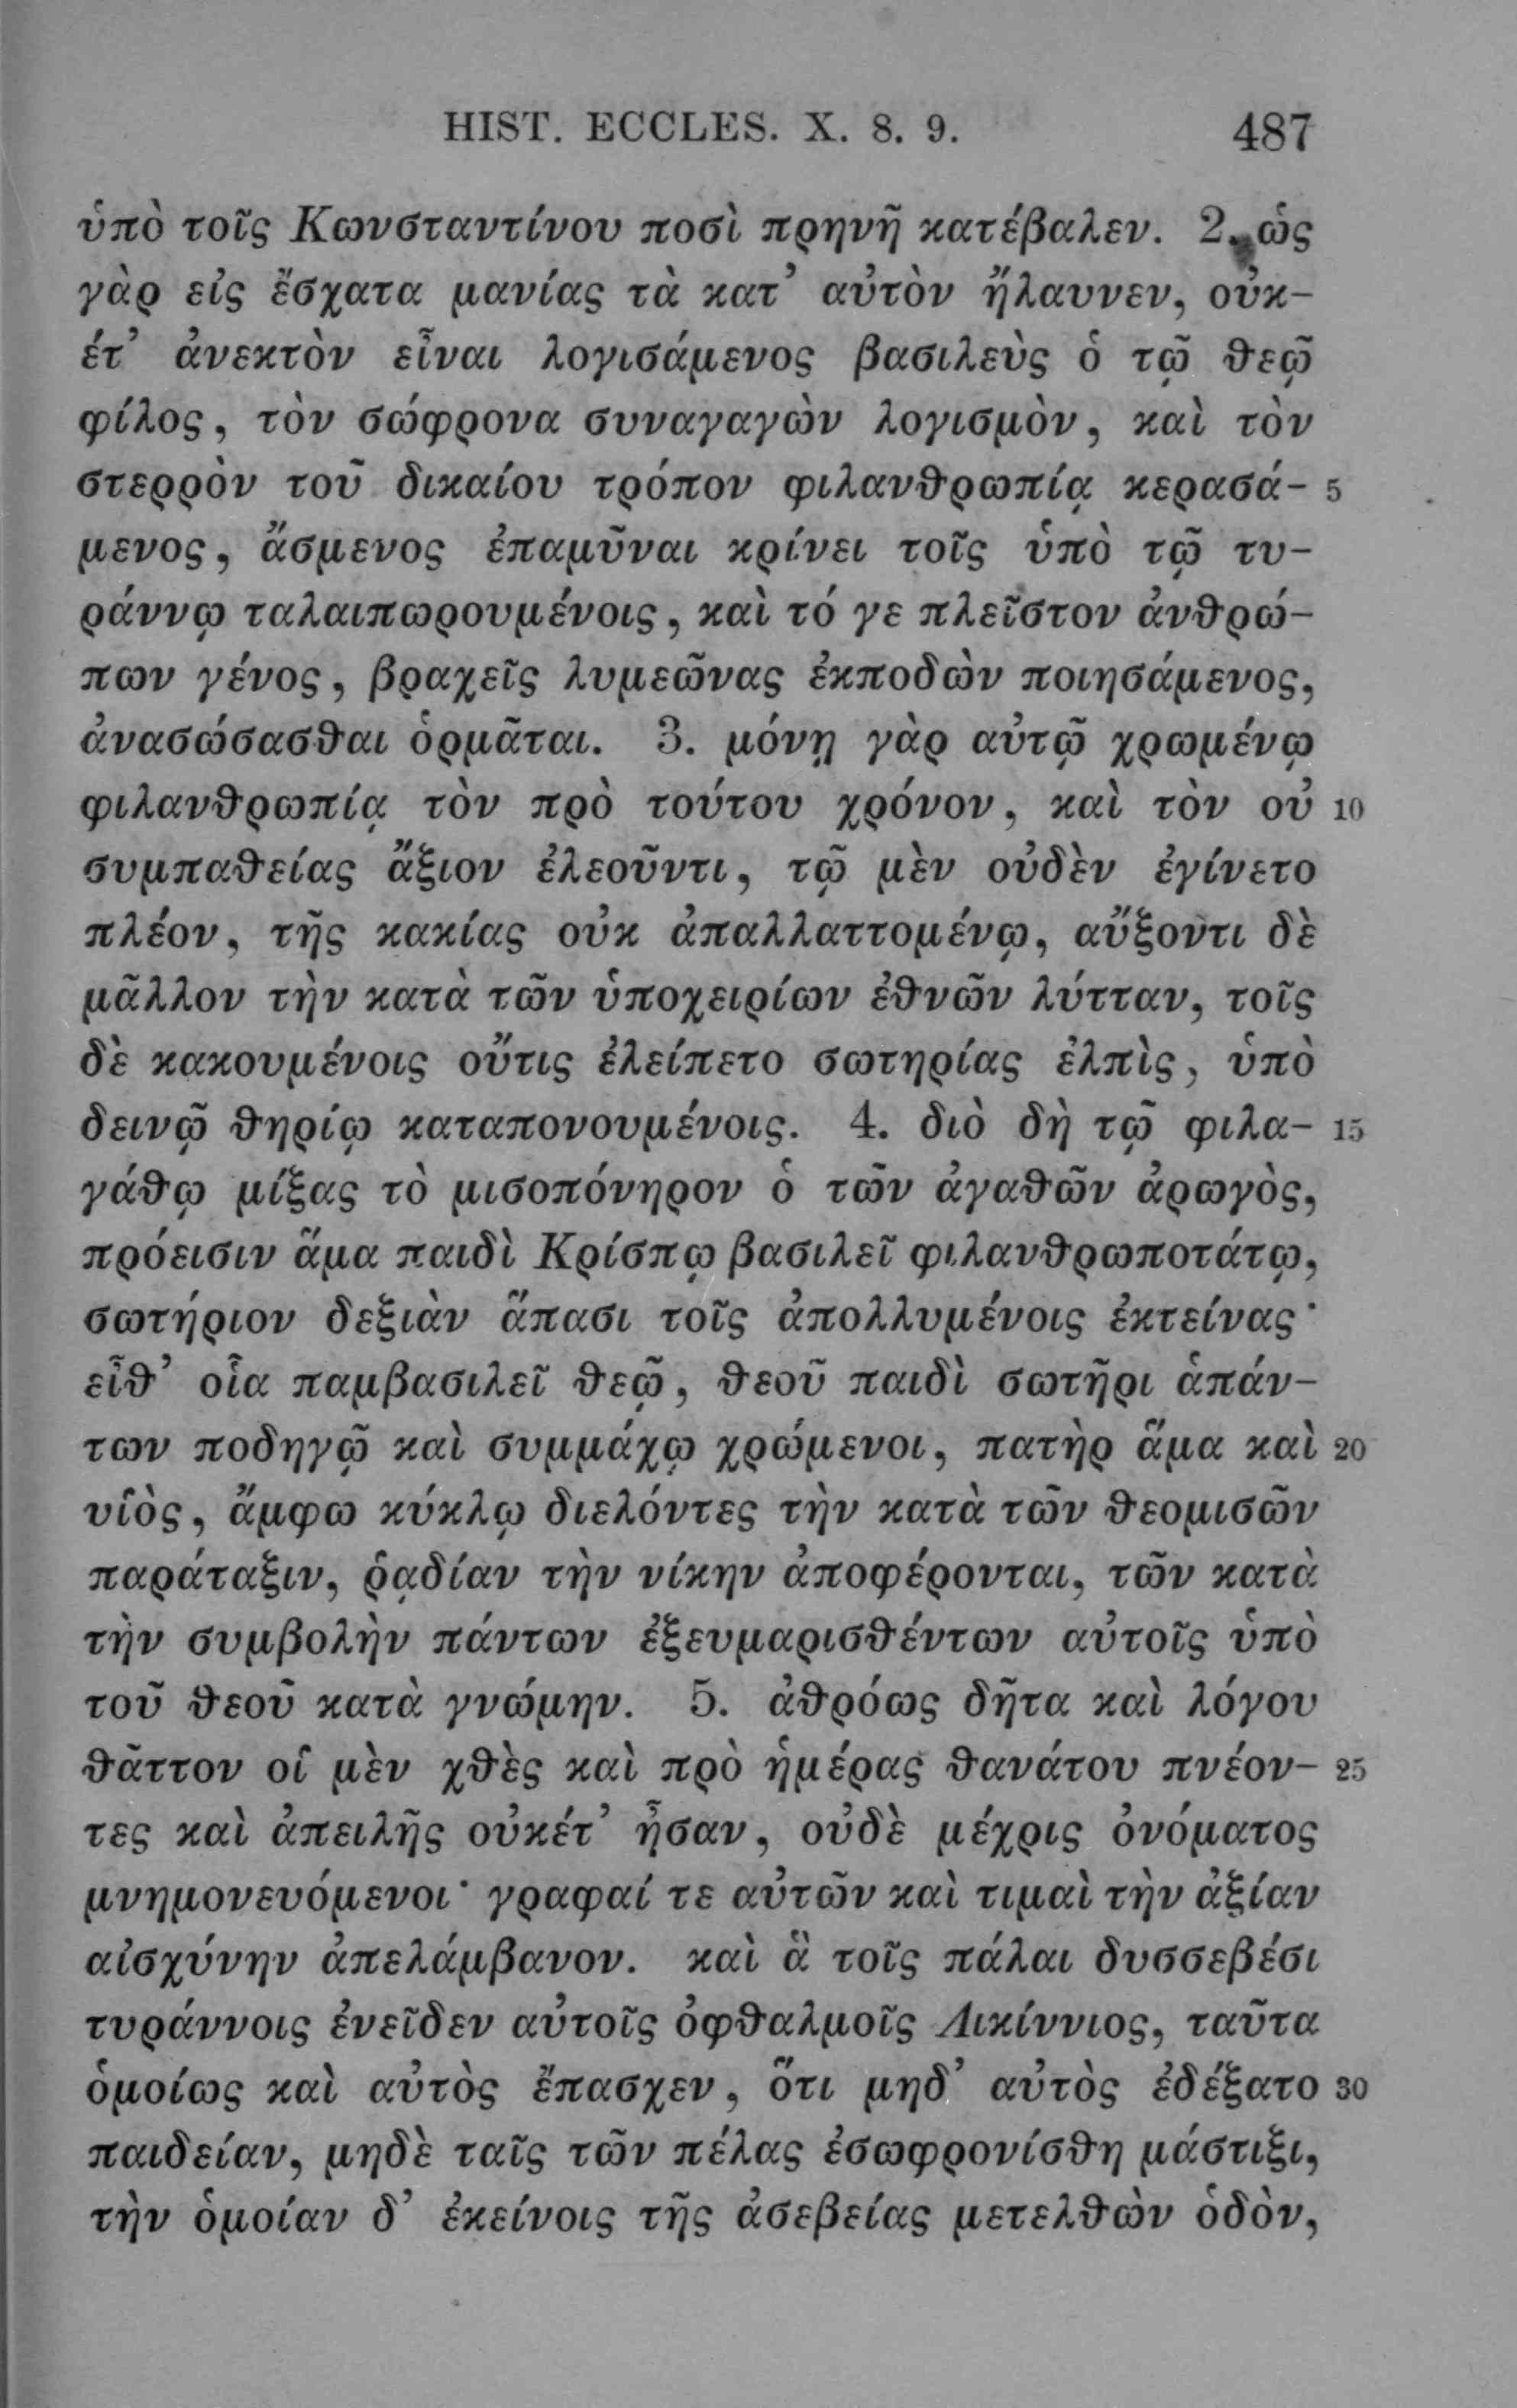 HIST. ECCLES. X. 8. 9. 487
ὑπὸ τοῖς Κωνσταντίνου ποσὶ πρηνῆ κατέβαλεν. 2. ὡς
γὰρ εἰς ἔσχατα μανίας τὰ κατ’ αὐτὸν ἤλαυνεν, οὐκ-
έτ’ ἀνεκτὸν εἶναι λογισάμενος βασιλεὺς ὁ τῷ θεῷ
φίλος, τὸν σώφρονα συναγαγὼν λογισμὸν, καὶ τὸν
στερρὸν τοῦ δικαίου τρόπον φιλανθρωπίᾳ κερασά- 5
μενος, ἄσμενος ἐπαμῦναι κρίνει τοῖς ὑπὸ τῷ τυ-
ράννῳ ταλαιπωρουμένοις, καὶ τό γε πλεῖστον ἀνθρώ-
πων γένος, βραχεῖς λυμεῶνας ἐκποδὼν ποιησάμενος,
ἀνασώσασθαι ὁρμᾶται. 3. μόνῃ γὰρ αὐτῷ χρωμένῳ
φιλανθρωπίᾳ τὸν πρὸ τούτου χρόνον, καὶ τὸν οὐ 10
συμπαθείας ἄξιον ἐλεοῦντι, τῷ μὲν οὐδὲν ἐγίνετο
πλέον, τῆς κακίας οὐκ ἀπαλλαττομένῳ, αὔξοντι δὲ
μᾶλλον τὴν κατὰ τῶν ὑποχειρίων ἐθνῶν λύτταν, τοῖς
δὲ κακουμένοις οὔτις ἐλείπετο σωτηρίας ἐλπὶς, ὑπὸ
δεινῷ θηρίῳ καταπονουμένοις. 4. διὸ δὴ τῷ φιλα- 15
γάθῳ μίξας τὸ μισοπόνηρον ὁ τῶν ἀγαθῶν ἀρωγὸς,
πρόεισιν ἅμα παιδὶ Κρίσπῳ βασιλεῖ φιλανθρωποτάτῳ,
σωτήριον δεξιὰν ἅπασι τοῖς ἀπολλυμένοις ἐκτείνας·
εἶθ’ οἷα παμβασιλεῖ θεῷ, θεοῦ παιδὶ σωτῆρι ἁπάν-
των ποδηγῷ καὶ συμμάχῳ χρώμενοι, πατὴρ ἅμα καὶ 20
υἱὸς, ἄμφω κύκλῳ διελόντες τὴν κατὰ τῶν θεομισῶν
παράταξιν, ῥᾳδίαν τὴν νίκην ἀποφέρονται, τῶν κατὰ
τὴν συμβολὴν πάντων ἐξευμαρισθέντων αὐτοῖς ὑπὸ
τοῦ θεοῦ κατὰ γνώμην. 5. ἀθρόως δῆτα καὶ λόγου
θᾶττον οἱ μὲν χθὲς καὶ πρὸ ἡμέρας θανάτου πνέον- 25
τες καὶ ἀπειλῆς οὐκέτ’ ἦσαν, οὐδὲ μέχρις ὀνόματος
μνημονευόμενοι· γραφαί τε αὐτῶν καὶ τιμαὶ τὴν ἀξίαν
αἰσχύνην ἀπελάμβανον. καὶ ἃ τοῖς πάλαι δυσσεβέσι
τυράννοις ἐνεῖδεν αὐτοῖς ὀφθαλμοῖς Λικίννιος, ταῦτα
ὁμοίως καὶ αὐτὸς ἔπασχεν, ὅτι μηδ’ αὐτὸς ἐδέξατο 30
παιδείαν, μηδὲ ταῖς τῶν πέλας ἐσωφρονίσθη μάστιξι,
τὴν ὁμοίαν δ’ ἐκείνοις τῆς ἀσεβείας μετελθὼν ὁδὸν,